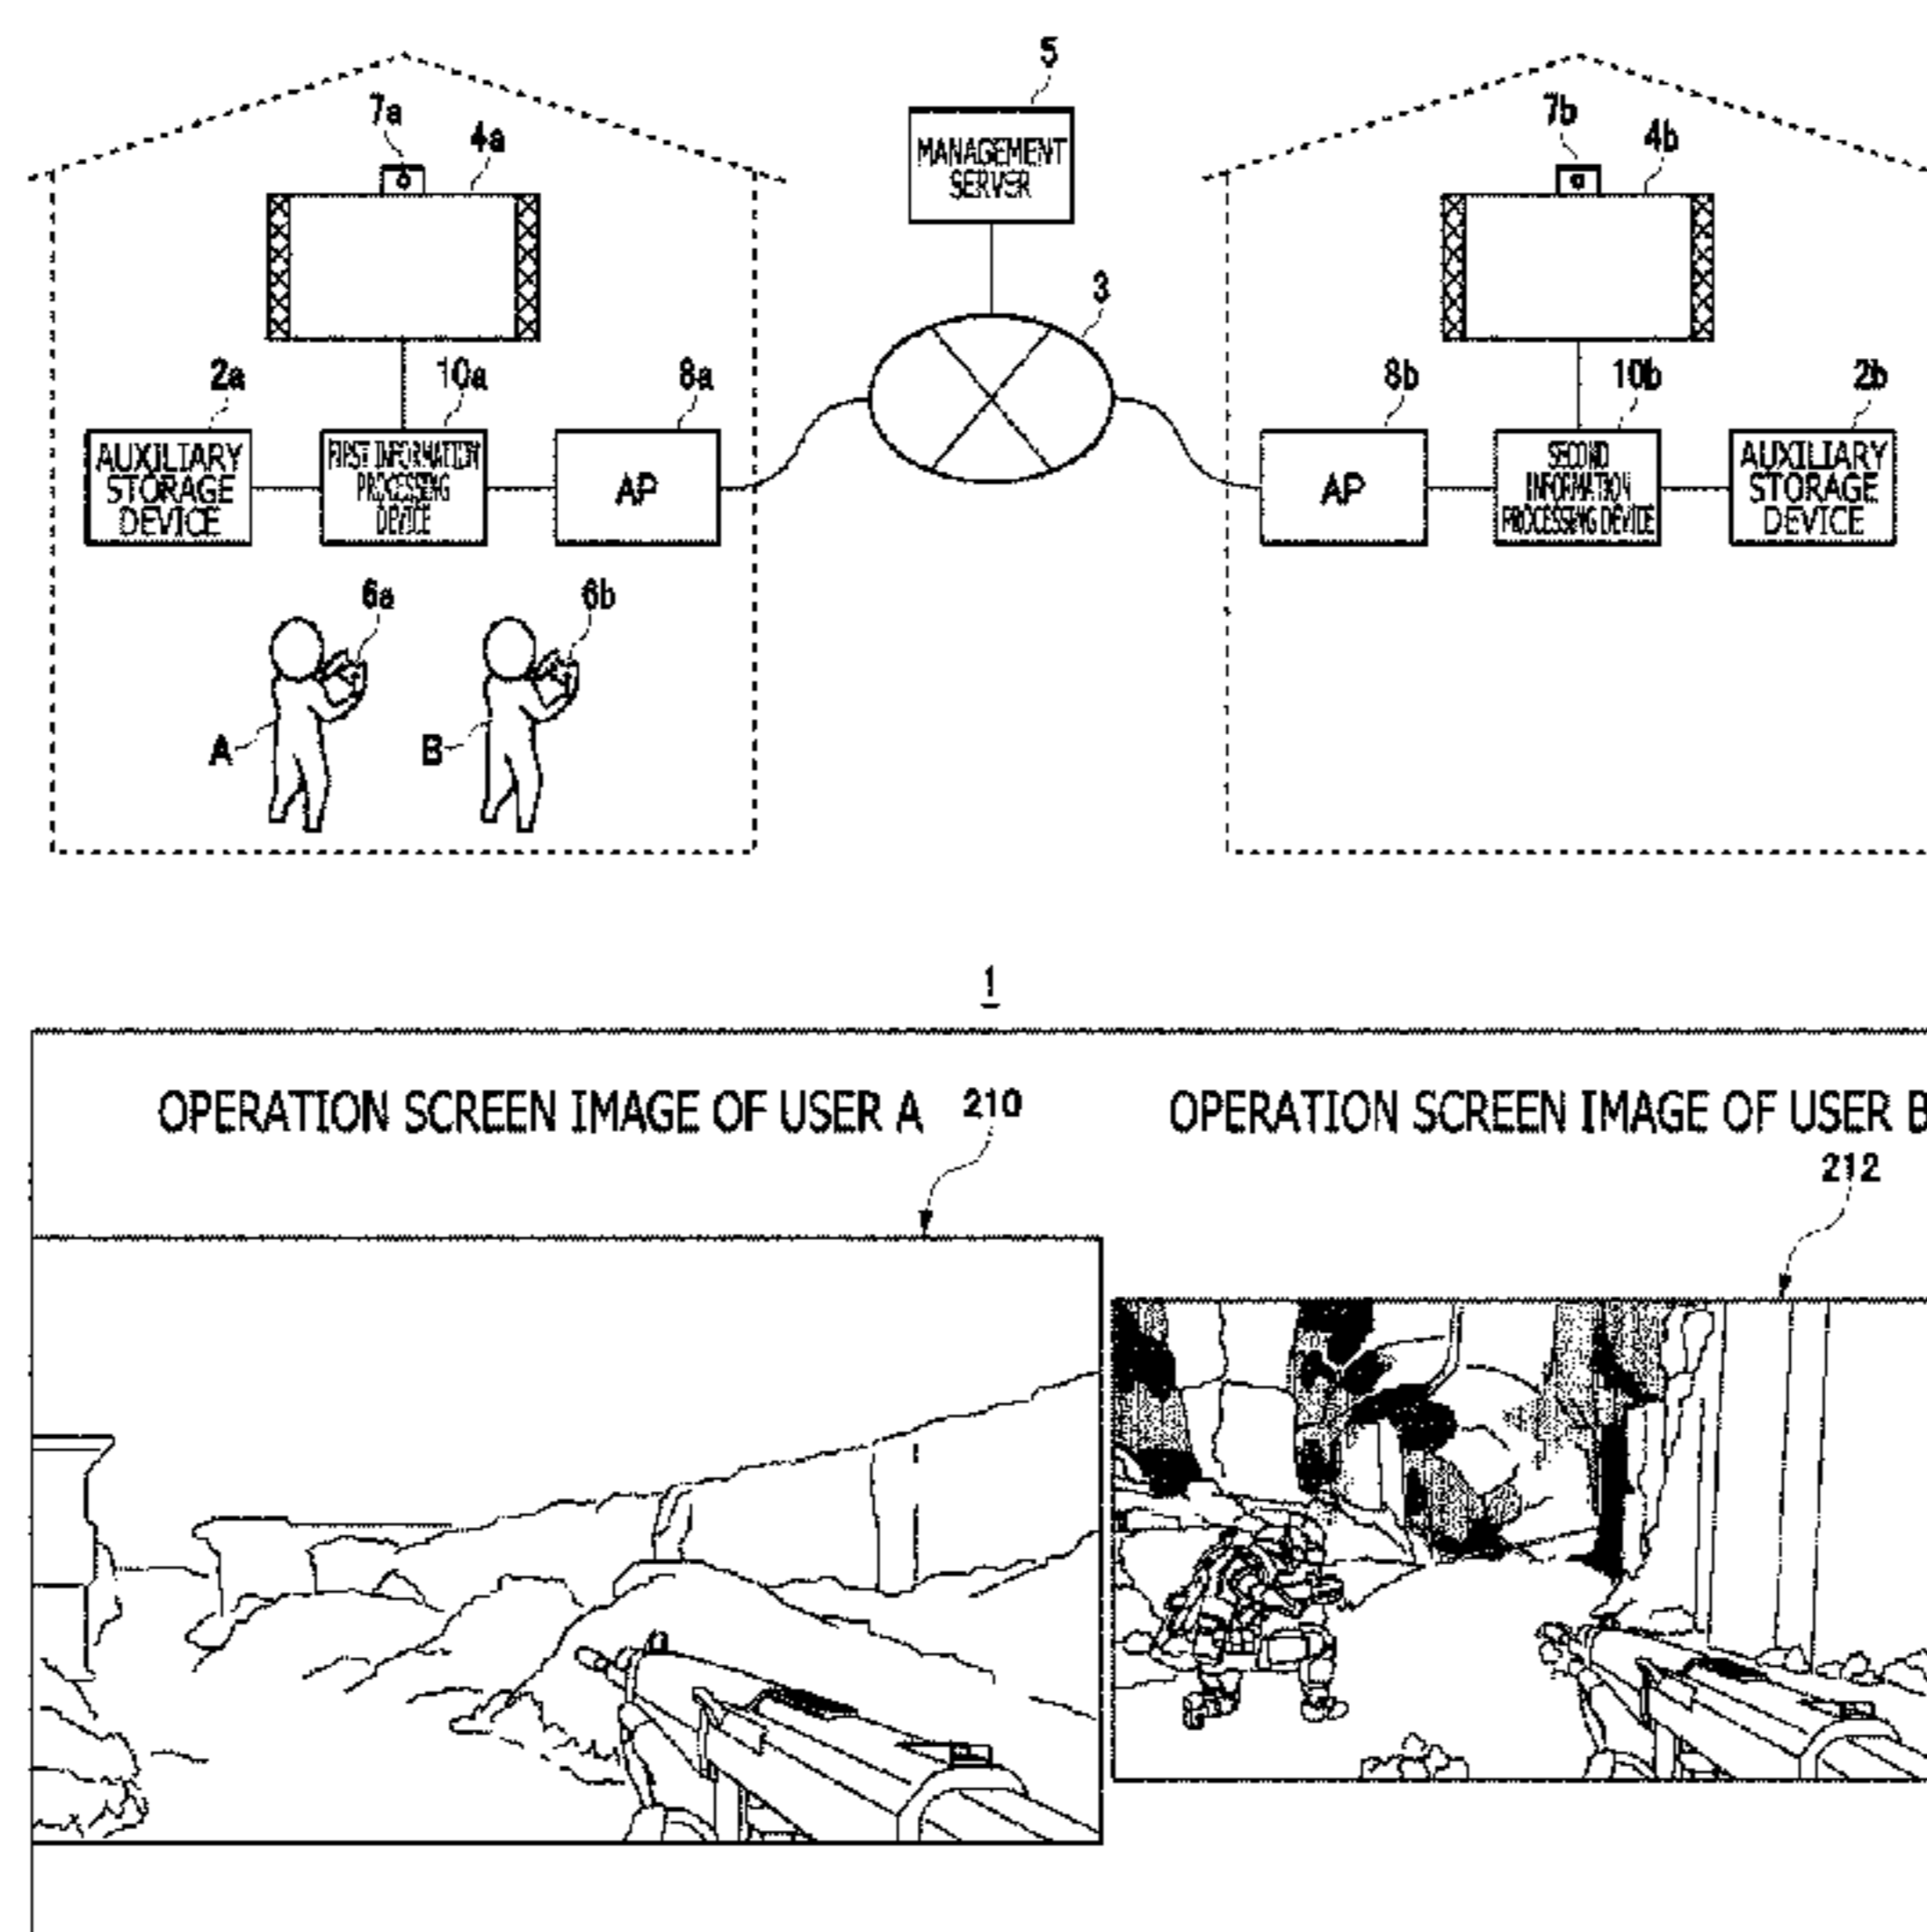 5
7a
4a
MANAGEMENT
SERVER
7b
4b
3
2a
10a
8a
8b
10b
2b
AUXILIARY
STORAGE
DEVICE
FIRST INFORMATION
PROCESSING
DEVICE
AP
AP
SECOND
INFORMATION
PROCESSING DEVICE
AUXILIARY
STORAGE
DEVICE
6a
6b
A
B
1
OPERATION SCREEN IMAGE OF USER A
210
OPERATION SCREEN IMAGE OF USER B
212